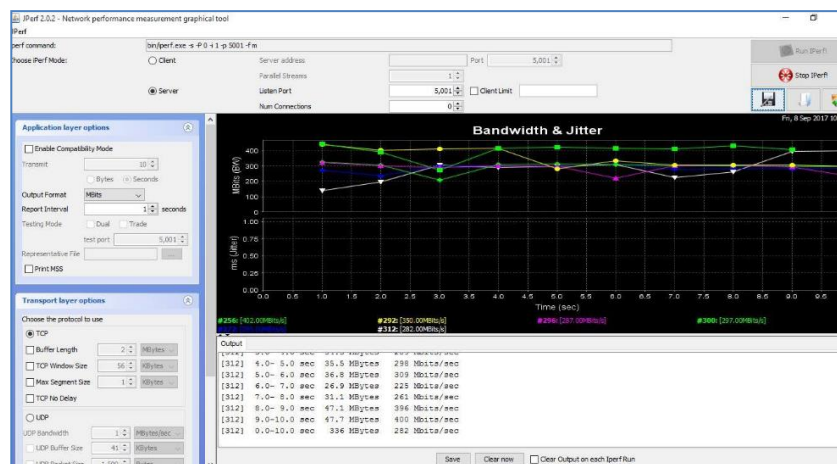 JPerf 2.0.2 - Network performance measurement graphical tool
JPerf
perf command:
bin/iperf.exe -s -P 0 -i 1 -p 5001 -f m
hoose iPerf Mode:
Client
Server address
Port
5,001
Parallel Streams
1
Server
Listen Port
5,001
Client Limit
Num Connections
0
Run IPerf!
Stop IPerf!
Fri, 8 Sep 2017 10
Application layer options
Enable Compatibility Mode
Transmit
10
Bytes
Seconds
Output Format
MBits
Report Interval
1
seconds
Testing Mode
Dual
Trade
test port
5,001
Representative File
...
Print MSS
Transport layer options
Choose the protocol to use
TCP
Buffer Length
2
MBytes
TCP Window Size
56
KBytes
Max Segment Size
1
KBytes
TCP No Delay
UDP
UDP Bandwidth
1
MBytes/sec
UDP Buffer Size
41
KBytes
UDP Packet Size
1,500
Bytes
Bandwidth & Jitter
MBits (BW)
400
300
200
100
0
ms (Jitter)
1.00
0.75
0.50
0.25
0.00
0.0 0.5 1.0 1.5 2.0 2.5 3.0 3.5 4.0 4.5 5.0 5.5 6.0 6.5 7.0 7.5 8.0 8.5 9.0 9.5
Time (sec)
#256: [402.00MBits/s]
#292: [350.00MBits/s]
#300: [297.00MBits/s]
#312: [282.00MBits/s]
Output
[312] 4.0- 5.0 sec 35.5 MBytes 298 Mbits/sec
[312] 5.0- 6.0 sec 36.8 MBytes 309 Mbits/sec
[312] 6.0- 7.0 sec 26.9 MBytes 225 Mbits/sec
[312] 7.0- 8.0 sec 31.1 MBytes 261 Mbits/sec
[312] 8.0- 9.0 sec 47.1 MBytes 396 Mbits/sec
[312] 9.0-10.0 sec 47.7 MBytes 400 Mbits/sec
[312] 0.0-10.0 sec 336 MBytes 282 Mbits/sec
Save
Clear now
Clear Output on each Iperf Run